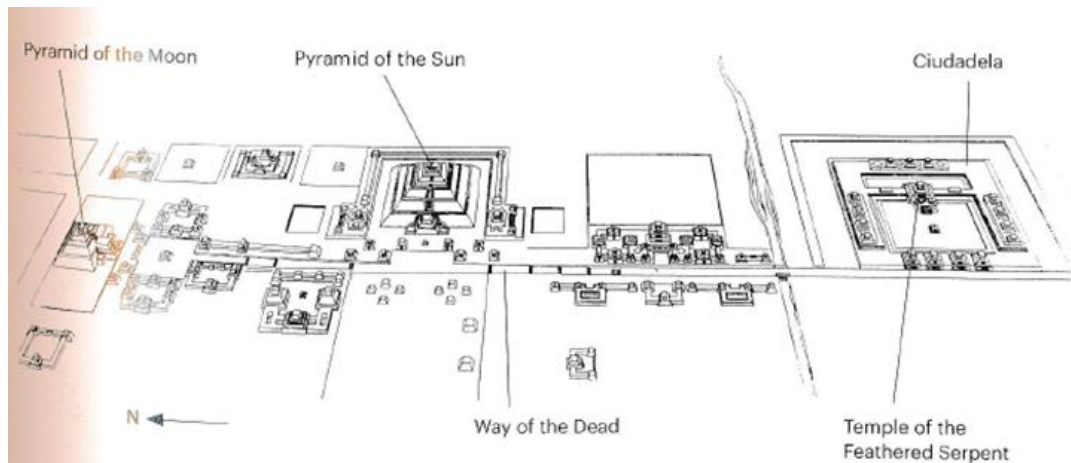 Pyramid of the Moon
Pyramid of the Sun
Ciudadela
N
Way of the Dead
Temple of the
Feathered Serpent